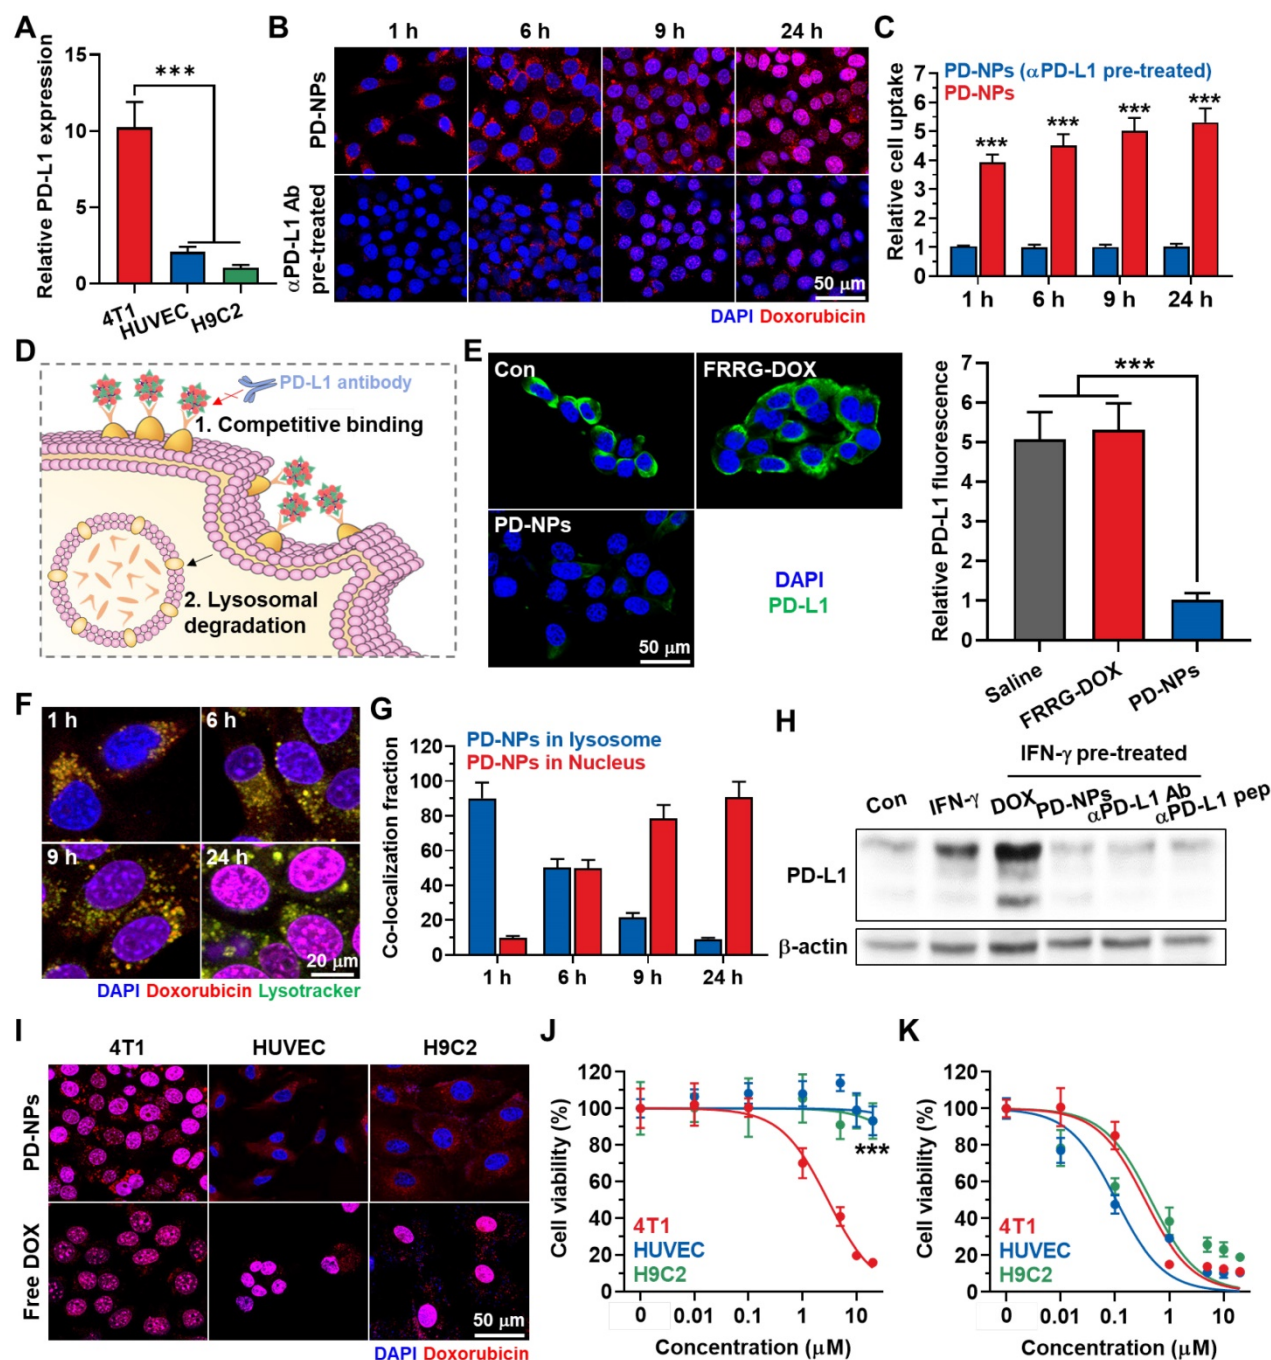 A
Relative PD-L1 expression
15
10
5
0
***
4T1
HUVEC
H9C2
B
1 h
6 h
9 h
24 h
PD-NPs
αPD-L1 Ab
pre-treated
50 μm
DAPI Doxorubicin
C
PD-NPs (αPD-L1 pre-treated)
PD-NPs
Relative cell uptake
7
6
5
4
3
2
1
0
***
***
***
***
1 h
6 h
9 h
24 h
D
PD-L1 antibody
1. Competitive binding
2. Lysosomal
degradation
E
Con
FRRG-DOX
PD-NPs
DAPI
PD-L1
50 μm
Relative PD-L1 fluorescence
7
6
5
4
3
2
1
0
***
Saline
FRRG-DOX
PD-NPs
F
1 h
6 h
9 h
24 h
20 μm
DAPI Doxorubicin Lysotracker
G
PD-NPs in lysosome
PD-NPs in Nucleus
Co-localization fraction
120
100
80
60
40
20
0
1 h
6 h
9 h
24 h
H
IFN-γ pre-treated
Con
IFN-γ
DOX
PD-NPs
αPD-L1 Ab
αPD-L1 pep
PD-L1
β-actin
I
4T1
HUVEC
H9C2
PD-NPs
Free DOX
50 μm
DAPI Doxorubicin
J
Cell viability (%)
120
100
80
60
40
20
0
***
4T1
HUVEC
H9C2
0
0.01
0.1
1
10
Concentration (μM)
K
Cell viability (%)
120
100
80
60
40
20
0
4T1
HUVEC
H9C2
0
0.01
0.1
1
10
Concentration (μM)